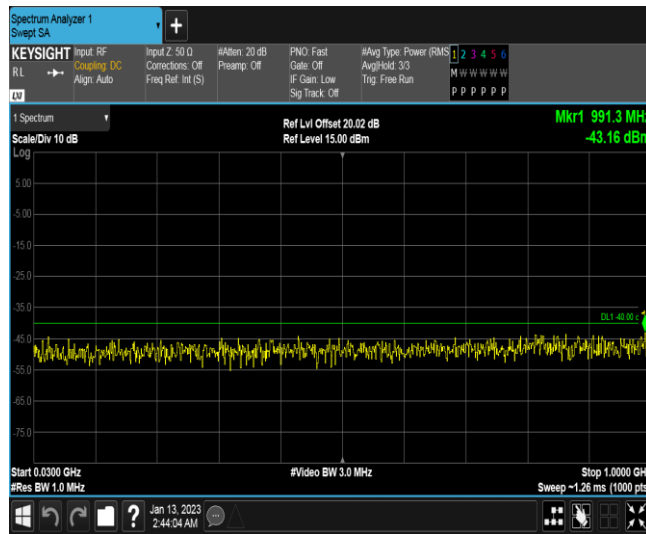 Spectrum Analyzer 1
Swept SA
KEYSIGHT
RL
LXI
Input: RF
Coupling: DC
Align: Auto
Input Z: 50 Ω
Corrections: Off
Freq Ref: Int (S)
#Atten: 20 dB
Preamp: Off
PNO: Fast
Gate: Off
IF Gain: Low
Sig Track: Off
#Avg Type: Power (RMS
Avg|Hold: 3/3
Trig: Free Run
1 2 3 4 5 6
M W W W W W
P P P P P P
1 Spectrum
Scale/Div 10 dB
Ref Lvl Offset 20.02 dB
Ref Level 15.00 dBm
Mkr1 991.3 MHz
-43.16 dBm
Log
5.00
-5.00
-15.0
-25.0
-35.0
DL1 -40.00
-45.0
-55.0
-65.0
-75.0
Start 0.0300 GHz
#Res BW 1.0 MHz
#Video BW 3.0 MHz
Stop 1.0000 GH
Sweep ~1.26 ms (1000 pts
?
Jan 13, 2023
2:44:04 AM